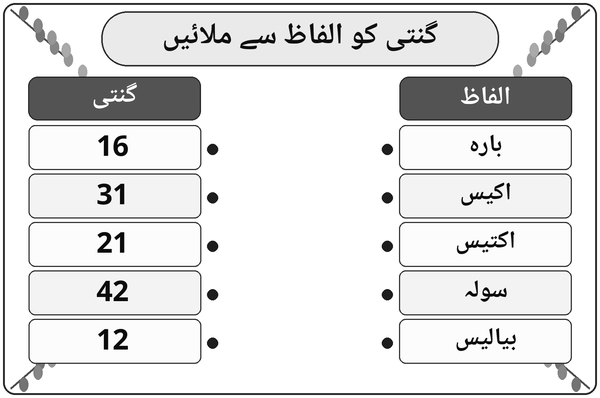 گنتی کو الفاظ سے ملائیں
الفاظ گنتی
بارہ 16
اکیس 31
اکتیس 21
سولہ 42
بیالیس 12